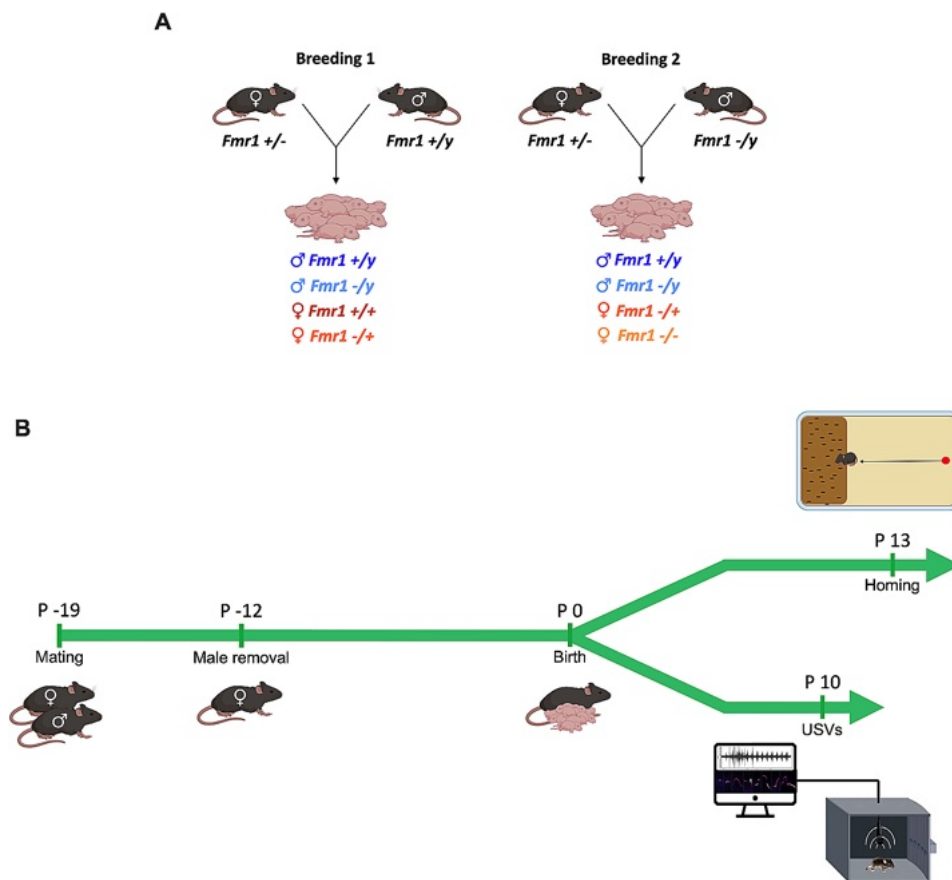 A
Breeding 1
Breeding 2
♀
♂
♀
♂
Fmr1 +/-
Fmr1 +/y
Fmr1 +/-
Fmr1 -/y
♂ Fmr1 +/y
♂ Fmr1 -/y
♀ Fmr1 +/+
♀ Fmr1 -/+
♂ Fmr1 +/y
♂ Fmr1 -/y
♀ Fmr1 -/+
♀ Fmr1 -/-
B
P 13
Homing
P -19
Mating
P -12
Male removal
P 0
Birth
♀
♂
♀
P 10
USVs